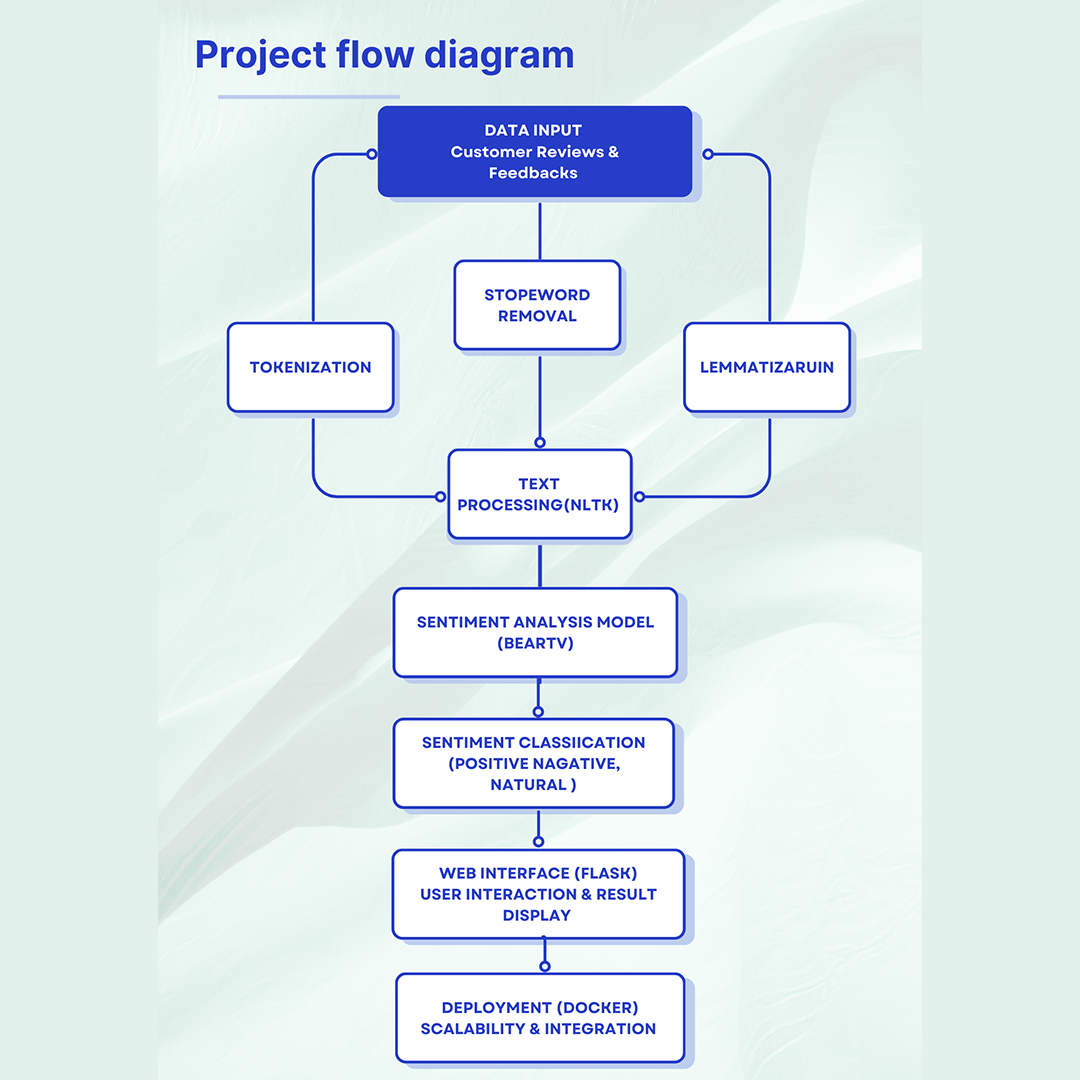 Project flow diagram
DATA INPUT
Customer Reviews &
Feedbacks
STOPEWORD
REMOVAL
TOKENIZATION
LEMMATIZARUIN
TEXT
PROCESSING(NLTK)
SENTIMENT ANALYSIS MODEL
(BEARTV)
SENTIMENT CLASSIICATION
(POSITIVE NAGATIVE,
NATURAL )
WEB INTERFACE (FLASK)
USER INTERACTION & RESULT
DISPLAY
DEPLOYMENT (DOCKER)
SCALABILITY & INTEGRATION